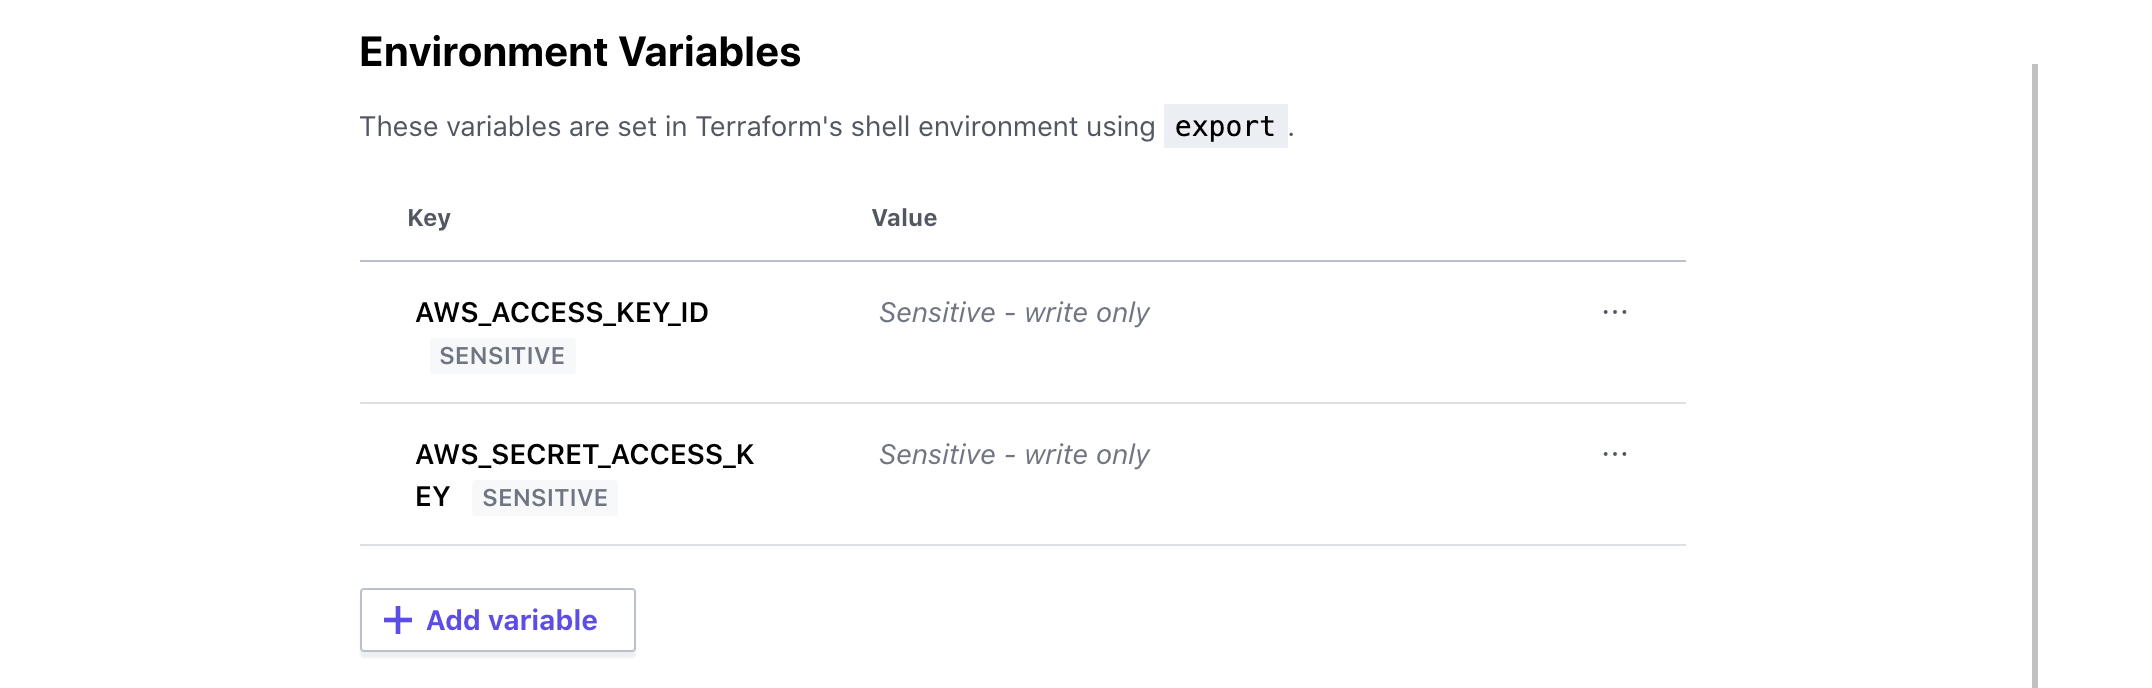 Environment Variables
These variables are set in Terraform's shell environment using export.
Key Value
AWS_ACCESS_KEY_ID Sensitive - write only ...
SENSITIVE
AWS_SECRET_ACCESS_K Sensitive - write only ...
EY SENSITIVE
+ Add variable